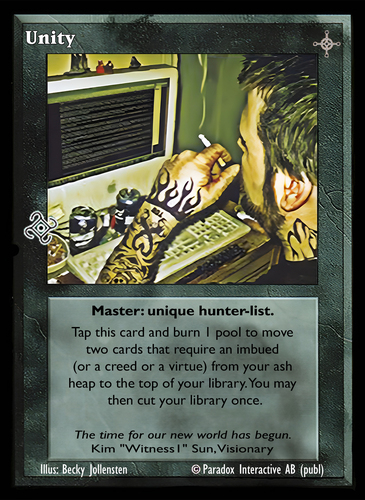 Unity
Master: unique hunter-list.
Tap this card and burn 1 pool to move
two cards that require an imbued
(or a creed or a virtue) from your ash
heap to the top of your library. You may
then cut your library once.
The time for our new world has begun.
Kim "Witness1" Sun, Visionary
Illus: Becky Jollensten
© Paradox Interactive AB (publ)